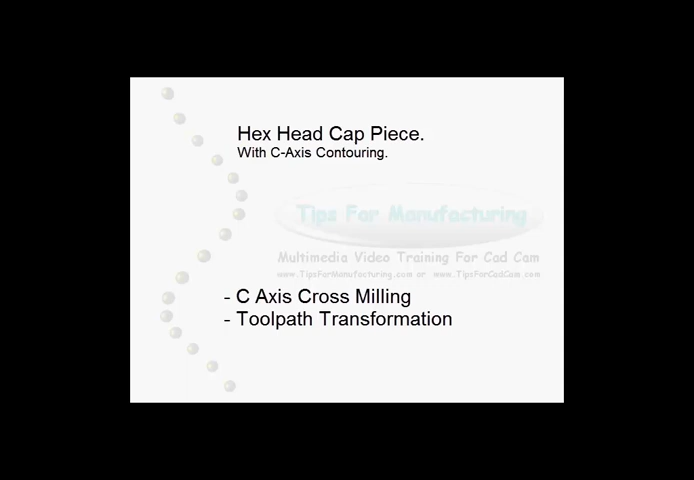 Hex Head Cap Piece.
With C-Axis Contouring.
Tips For Manufacturing
Multimedia Video Training For Cad Cam
www.TipsForManufacturing.com or www.TipsForCadCam.com
- C Axis Cross Milling
- Toolpath Transformation